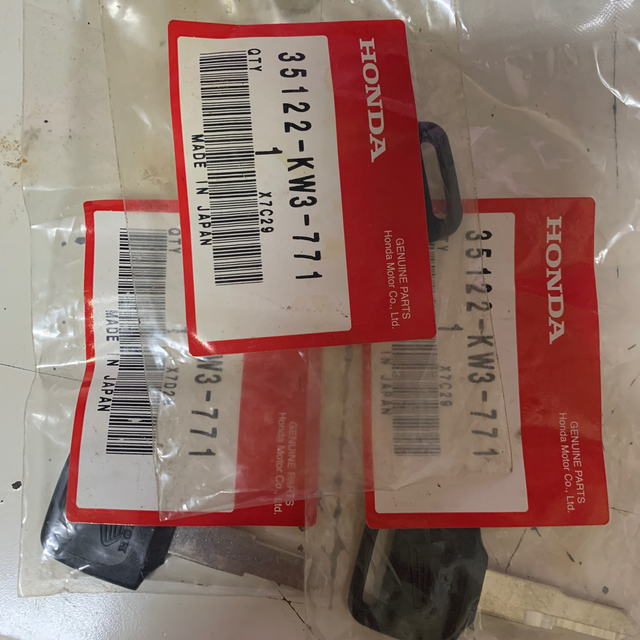 HONDA
35122-KW3-771
QTY 1
X7C29
MADE IN JAPAN
GENUINE PARTS
Honda Motor Co., Ltd.
HONDA
35122-KW3-771
1
X7C29
IN JAPAN
GENUINE PARTS
Honda Motor Co., Ltd.
W3-771
QTY
MADE IN JAPAN
GENUINE PARTS
Honda Motor Co., Ltd.